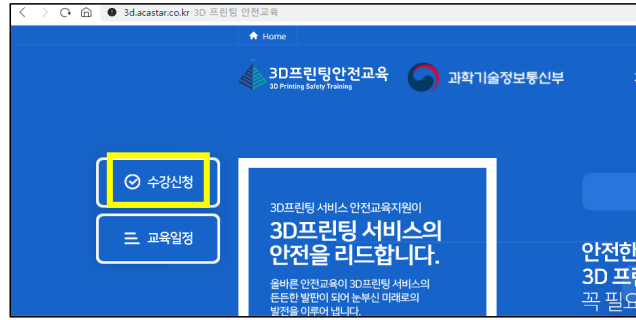 3d.acastar.co.kr 3D 프린팅 안전교육
Home
3D프린팅안전교육
3D Printing Safety Training
과학기술정보통신부
수강신청
교육일정
3D프린팅 서비스 안전교육지원이
3D프린팅 서비스의
안전을 리드합니다.
올바른 안전교육이 3D프린팅 서비스의
든든한 발판이 되어 눈부신 미래로의
발전을 이루어 냅니다.
안전한
3D 프린
꼭 필요